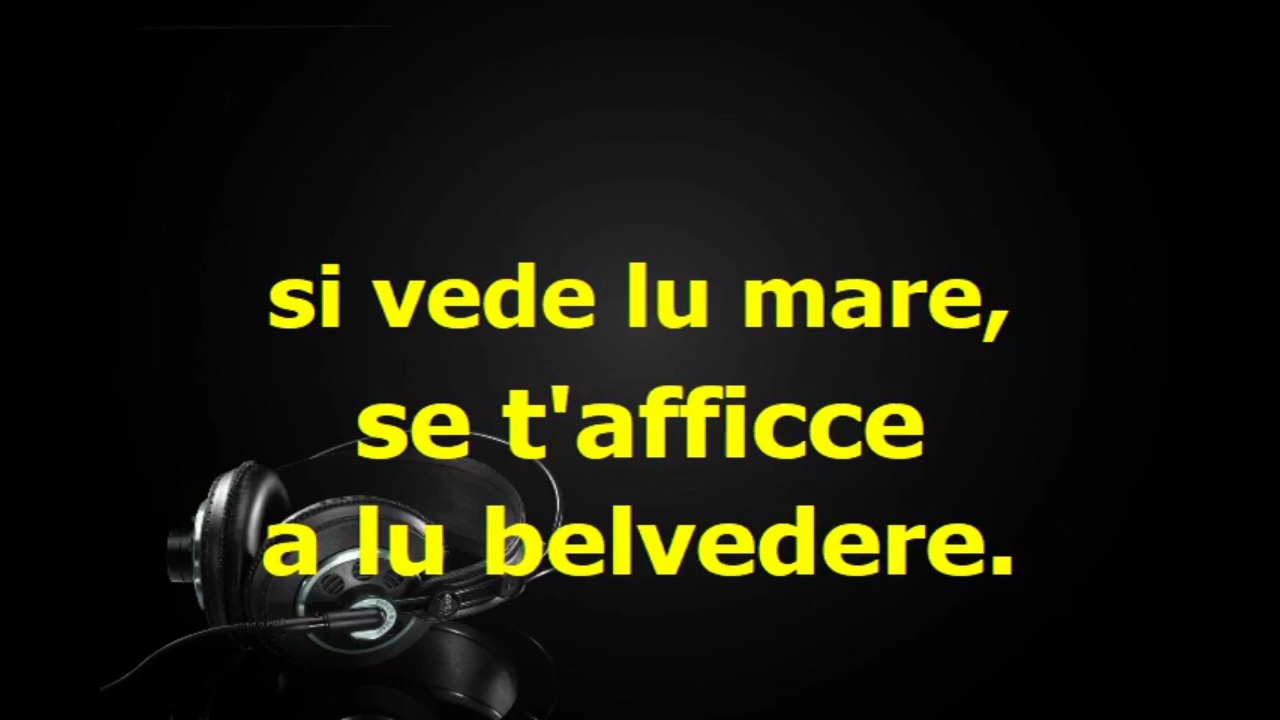 si vede lu mare,
se t'afficce
a lu belvedere.